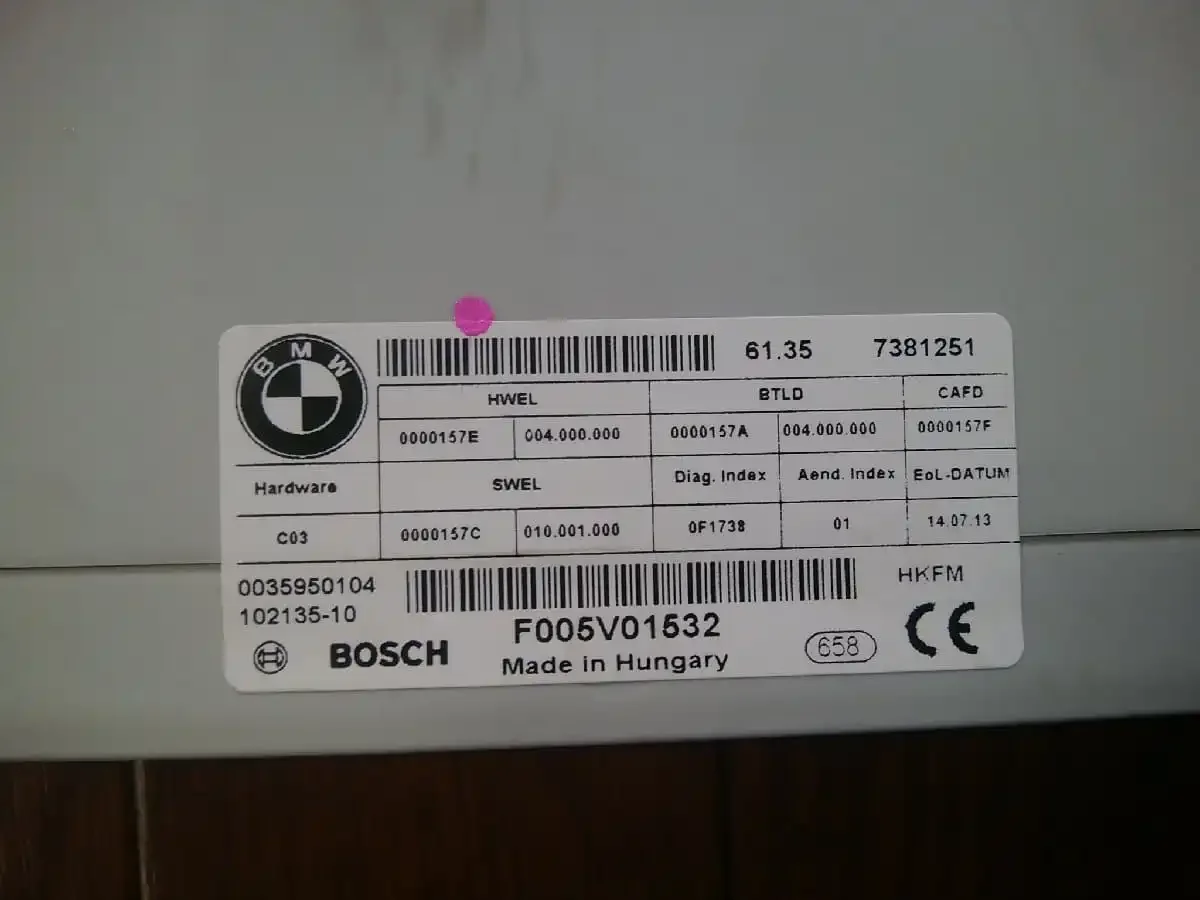 BMW
61.35 7381251
HWEL BTLD CAFD
0000157E 004.000.000 0000157A 004.000.000 0000157F
Hardware SWEL Diag. Index Aend. Index EoL-DATUM
C03 0000157C 010.001.000 0F1738 01 14.07.13
0035950104 HKFM
102135-10
F005V01532
BOSCH Made in Hungary 658 CE